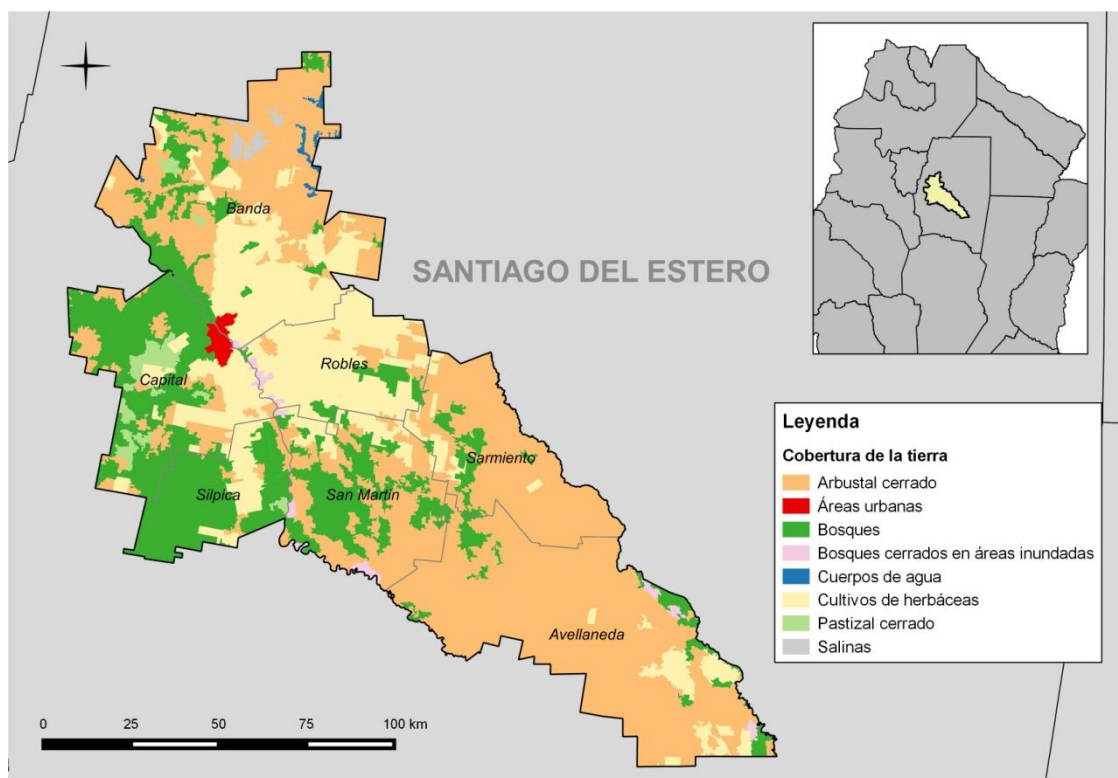 Banda
SANTIAGO DEL ESTERO
Robles
Capital
Sarmiento
Silpica
San Martín
Avellaneda
0 25 50 75 100 km
Leyenda
Cobertura de la tierra
Arbustal cerrado
Áreas urbanas
Bosques
Bosques cerrados en áreas inundadas
Cuerpos de agua
Cultivos de herbáceas
Pastizal cerrado
Salinas